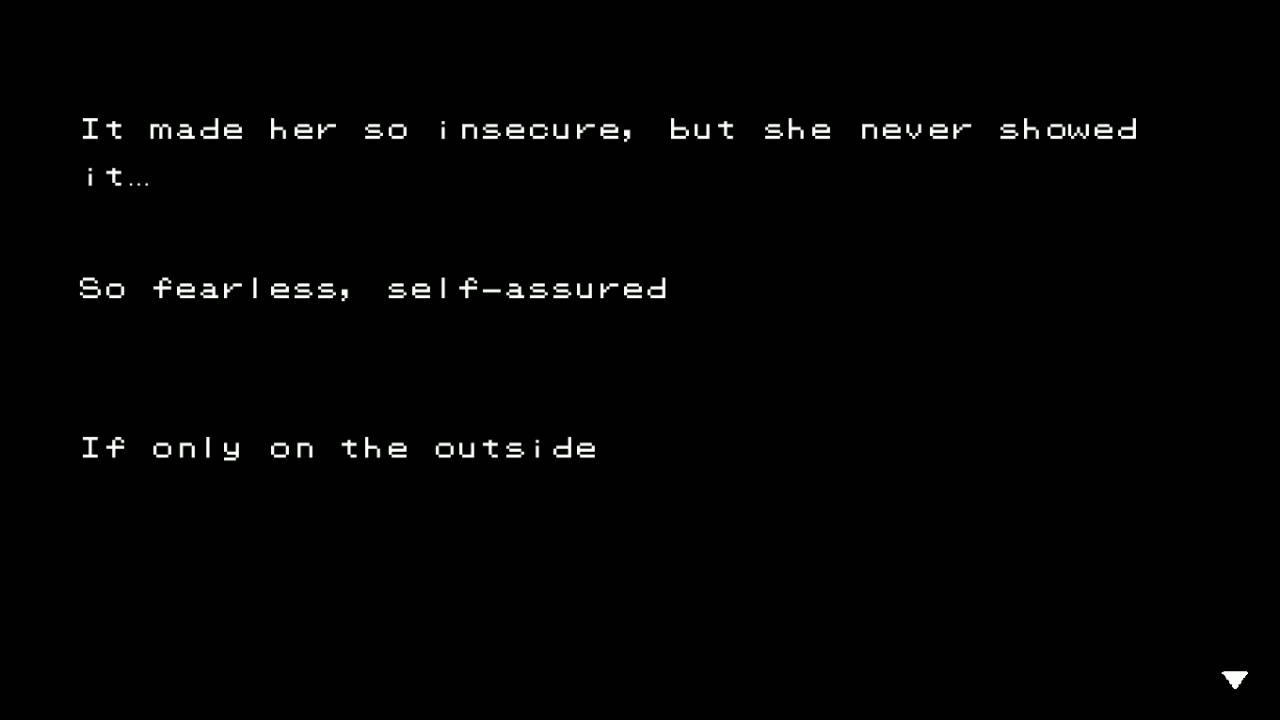 It made her so insecure, but she never showed
it…
So fearless, self-assured
If only on the outside